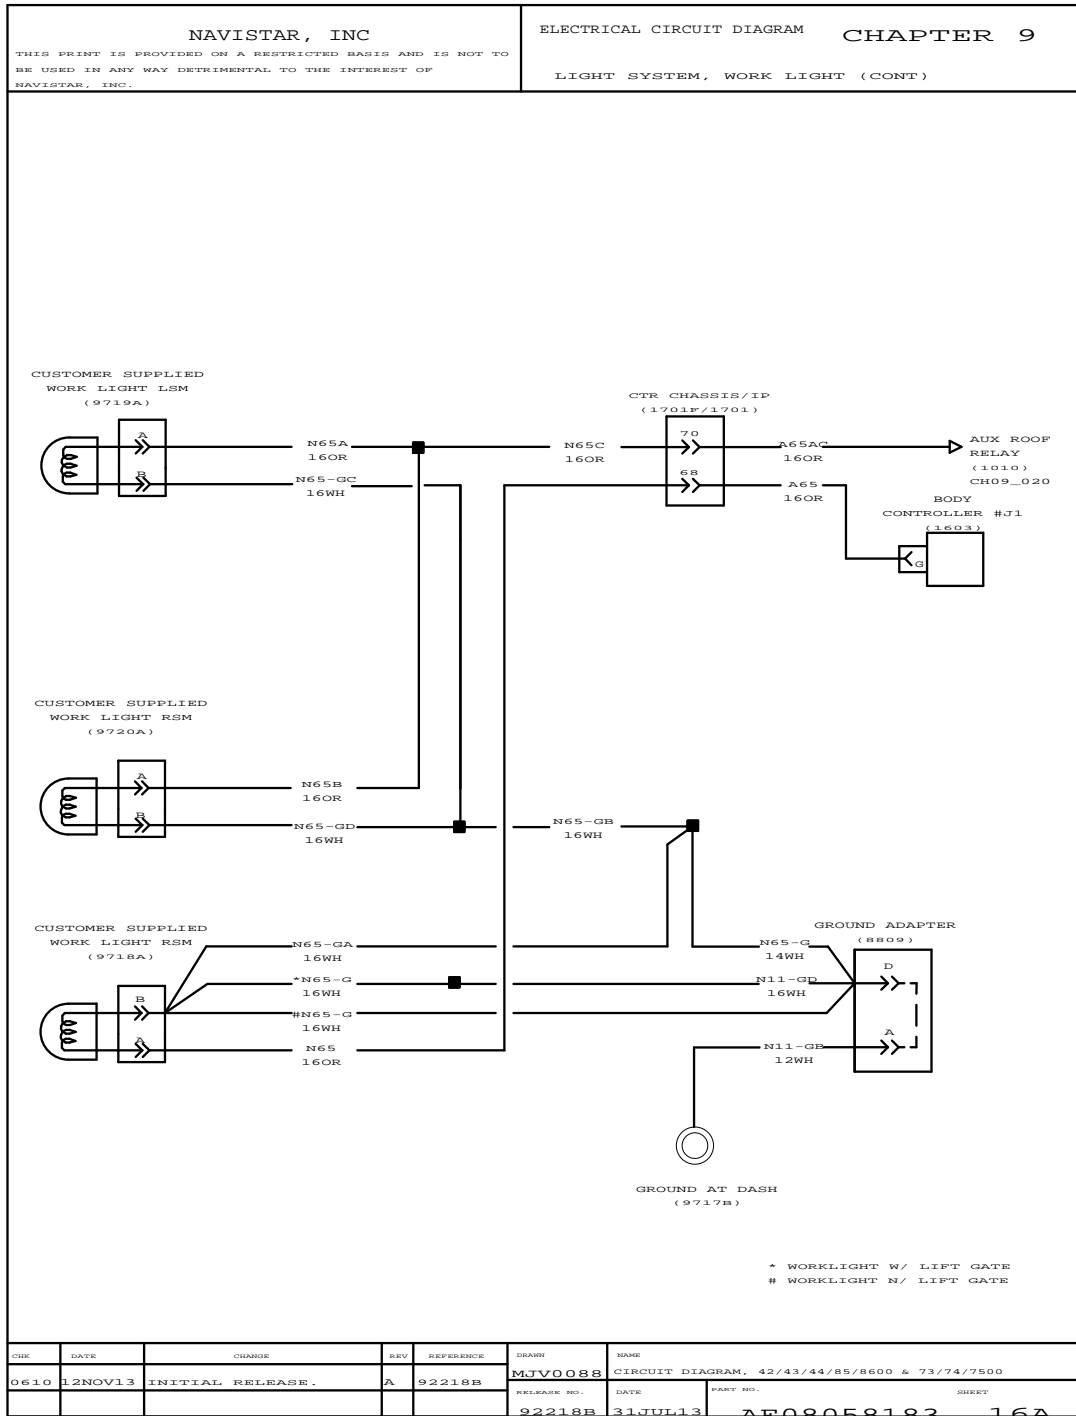 NAVISTAR, INC
THIS PRINT IS PROVIDED ON A RESTRICTED BASIS AND IS NOT TO
BE USED IN ANY WAY DETRIMENTAL TO THE INTEREST OF
NAVISTAR, INC.
ELECTRICAL CIRCUIT DIAGRAM
CHAPTER 9
LIGHT SYSTEM, WORK LIGHT (CONT)
CUSTOMER SUPPLIED
WORK LIGHT LSM
(9719A)
A
B
N65A
16OR
N65-GC
16WH
N65C
16OR
CTR CHASSIS/IP
(1701F/1701)
70
68
A65AC
16OR
A65
16OR
AUX ROOF
RELAY
(1010)
CH09_020
BODY
CONTROLLER #J1
(1603)
G
CUSTOMER SUPPLIED
WORK LIGHT RSM
(9720A)
A
B
N65B
16OR
N65-GD
16WH
N65-GB
16WH
CUSTOMER SUPPLIED
WORK LIGHT RSM
(9718A)
B
A
N65-GA
16WH
*N65-G
16WH
#N65-G
16WH
N65
16OR
GROUND ADAPTER
(8809)
N65-G
14WH
N11-GD
16WH
N11-GB
12WH
D
A
GROUND AT DASH
(9717B)
* WORKLIGHT W/ LIFT GATE
# WORKLIGHT N/ LIFT GATE
CHK DATE CHANGE REV REFERENCE
0610 12NOV13 INITIAL RELEASE. A 92218B
DRAWN
MJV0088
NAME
CIRCUIT DIAGRAM, 42/43/44/85/8600 & 73/74/7500
RELEASE NO.
92218B
DATE
31JUL13
PART NO.
AF08058183
SHEET
16A